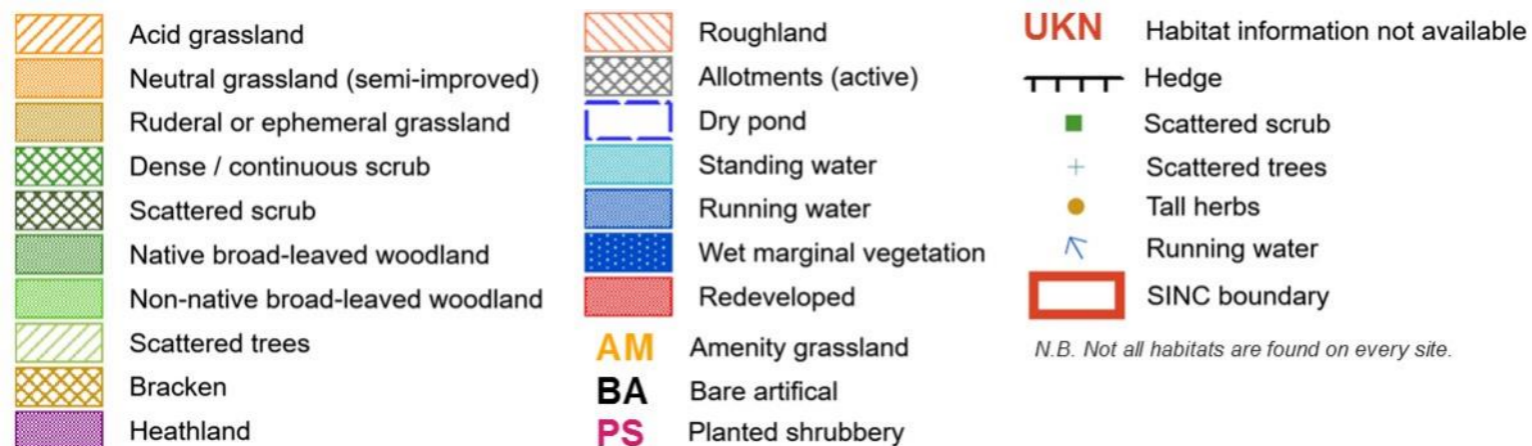 Acid grassland
Neutral grassland (semi-improved)
Ruderal or ephemeral grassland
Dense / continuous scrub
Scattered scrub
Native broad-leaved woodland
Non-native broad-leaved woodland
Scattered trees
Bracken
Heathland
Roughland
Allotments (active)
Dry pond
Standing water
Running water
Wet marginal vegetation
Redeveloped
AM Amenity grassland
BA Bare artifical
PS Planted shrubbery
UKN Habitat information not available
Hedge
Scattered scrub
Scattered trees
Tall herbs
Running water
SINC boundary
N.B. Not all habitats are found on every site.